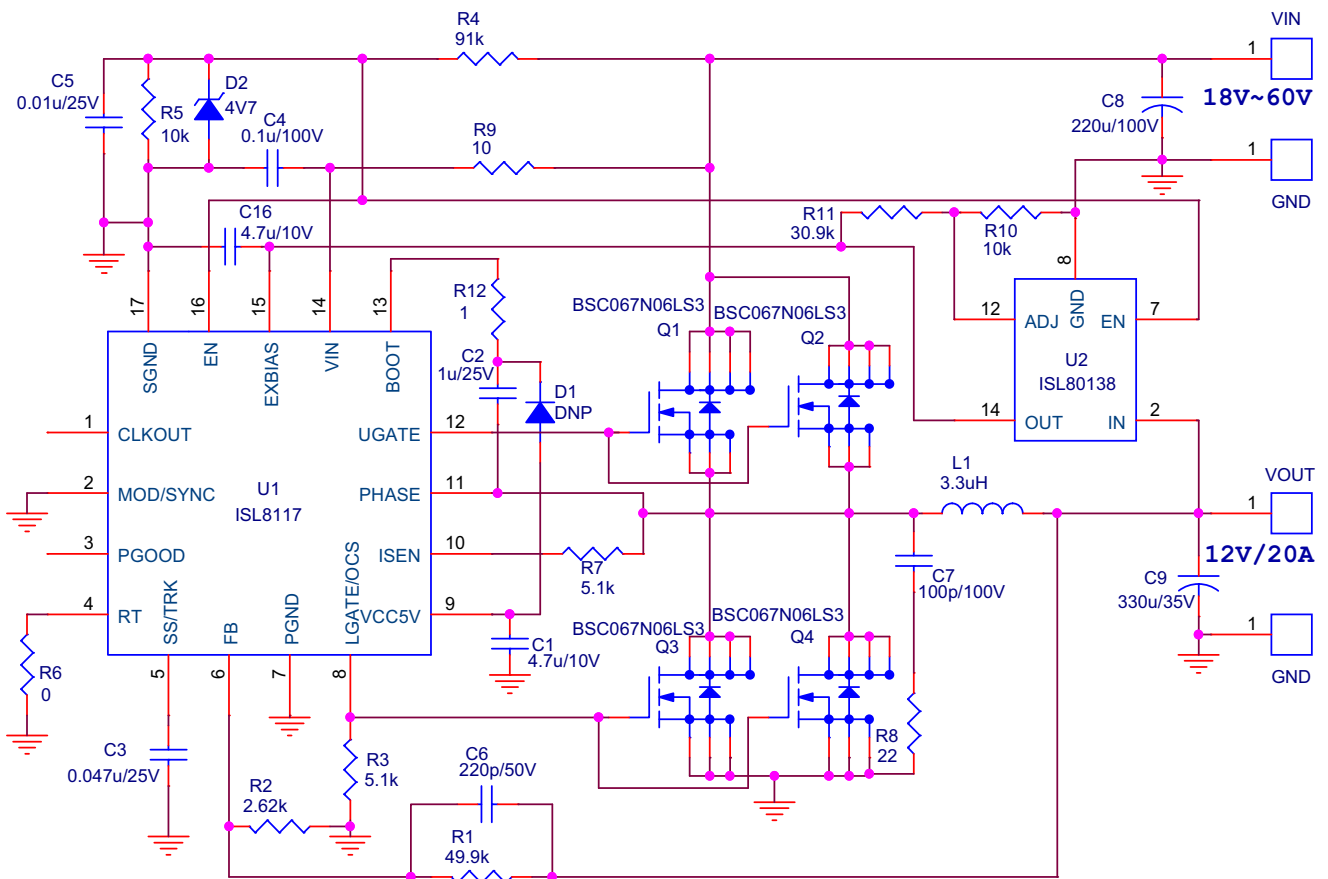 R4
91k
VIN
1
18V~60V
C5
0.01u/25V
R5
10k
D2
4V7
C4
0.1u/100V
R9
10
C8
220u/100V
1
GND
C16
4.7u/10V
R11
30.9k
R10
10k
17
16
15
14
13
R12
1
BSC067N06LS3
Q1
BSC067N06LS3
Q2
8
GND
12
ADJ
EN
7
U2
ISL80138
14
OUT
IN
2
SGND
EN
EXBIAS
VIN
BOOT
C2
1u/25V
D1
DNP
1
CLKOUT
UGATE
12
2
MOD/SYNC
U1
ISL8117
PHASE
11
L1
3.3uH
VOUT
1
12V/20A
3
PGOOD
ISEN
10
R7
5.1k
C7
100p/100V
C9
330u/35V
4
RT
SS/TRK
FB
PGND
LGATE/OCS
VCC5V
9
C1
4.7u/10V
BSC067N06LS3
Q3
BSC067N06LS3
Q4
1
GND
R6
0
5
6
7
8
C3
0.047u/25V
R3
5.1k
R8
22
R2
2.62k
C6
220p/50V
R1
49.9k